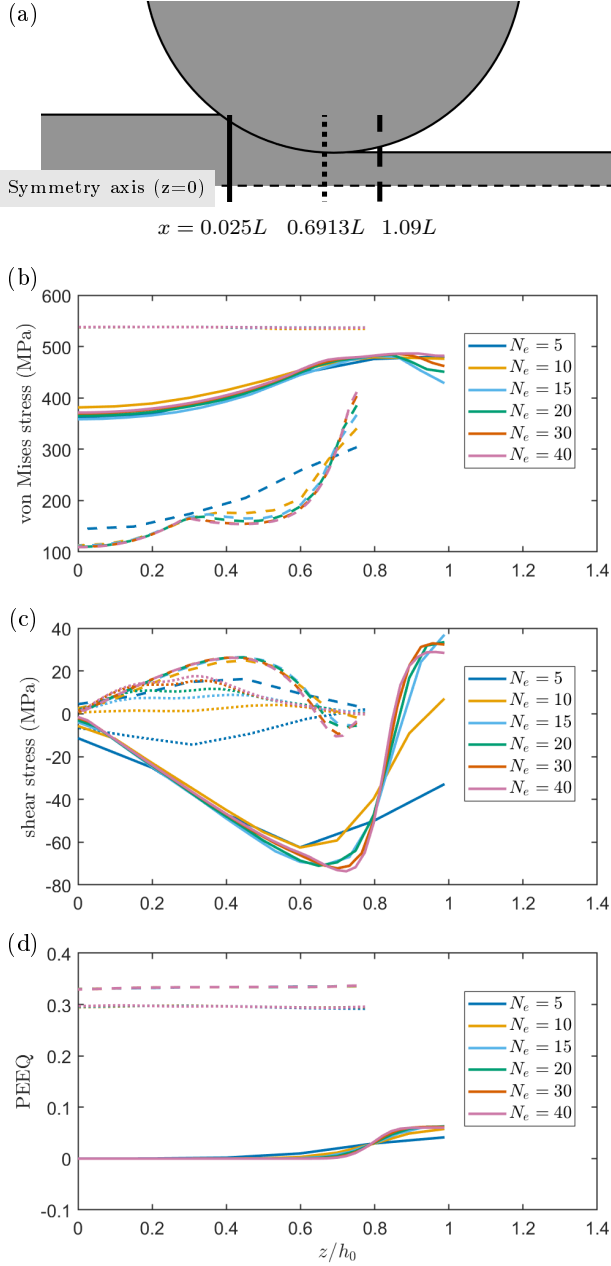 (a)
Symmetry axis (z=0)
x = 0.025L 0.6913L 1.09L
(b)
600
500
400
300
200
100
von Mises stress (MPa)
N_e = 5
N_e = 10
N_e = 15
N_e = 20
N_e = 30
N_e = 40
0 0.2 0.4 0.6 0.8 1 1.2 1.4
(c)
40
20
0
-20
-40
-60
-80
shear stress (MPa)
N_e = 5
N_e = 10
N_e = 15
N_e = 20
N_e = 30
N_e = 40
0 0.2 0.4 0.6 0.8 1 1.2 1.4
(d)
0.4
0.3
0.2
0.1
0
-0.1
PEEQ
N_e = 5
N_e = 10
N_e = 15
N_e = 20
N_e = 30
N_e = 40
0 0.2 0.4 0.6 0.8 1 1.2 1.4
z/h_0